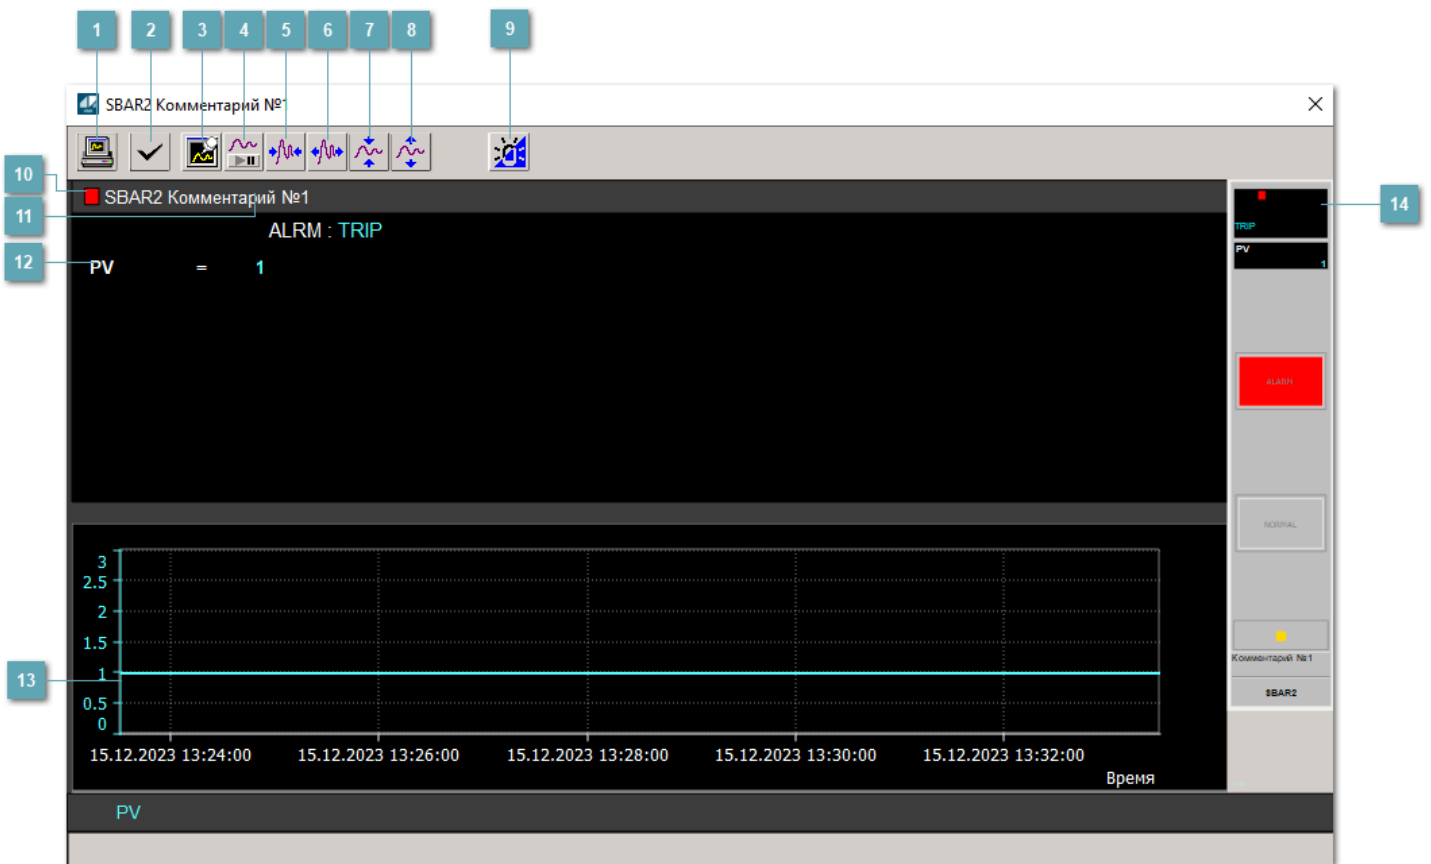 1 2 3 4 5 6 7 8 9
SBAR2 Комментарий №1
10
SBAR2 Комментарий №1
11
ALRM : TRIP
12
PV = 1
14
TRIP
PV
1
ALARM
NORMAL
Комментарий №1
SBAR2
13
3
2.5
2
1.5
1
0.5
0
15.12.2023 13:24:00 15.12.2023 13:26:00 15.12.2023 13:28:00 15.12.2023 13:30:00 15.12.2023 13:32:00
Время
PV